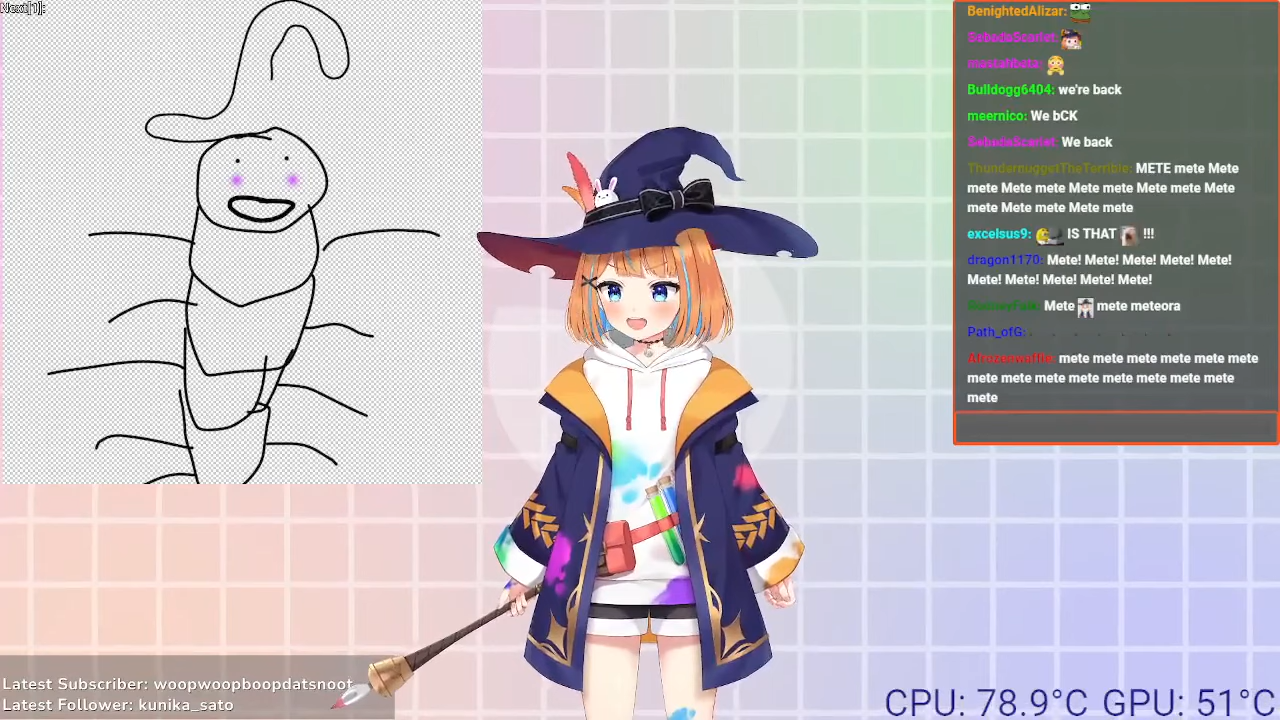 Next[1]:
BenightedAlizar:
SebodoScarlet:
Bulldogg6404: we're back
meernico: We bCK
SebodoScarlet: We back
ThundernuggetTheTerrible: METE mete Mete
mete Mete mete Mete mete Mete mete Mete
mete Mete mete Mete mete
excelsus9: IS THAT !!!
dragon1170: Mete! Mete! Mete! Mete! Mete!
Mete! Mete! Mete! Mete! Mete!
Mete mete meteora
Path_ofG: . . . . . . .
Afrozenwaffle: mete mete mete mete mete mete
mete mete mete mete mete mete mete mete
mete
Latest Subscriber: woopwoopboopdatsnoot
Latest Follower: kunika_sato
CPU: 78.9°C GPU: 51°C